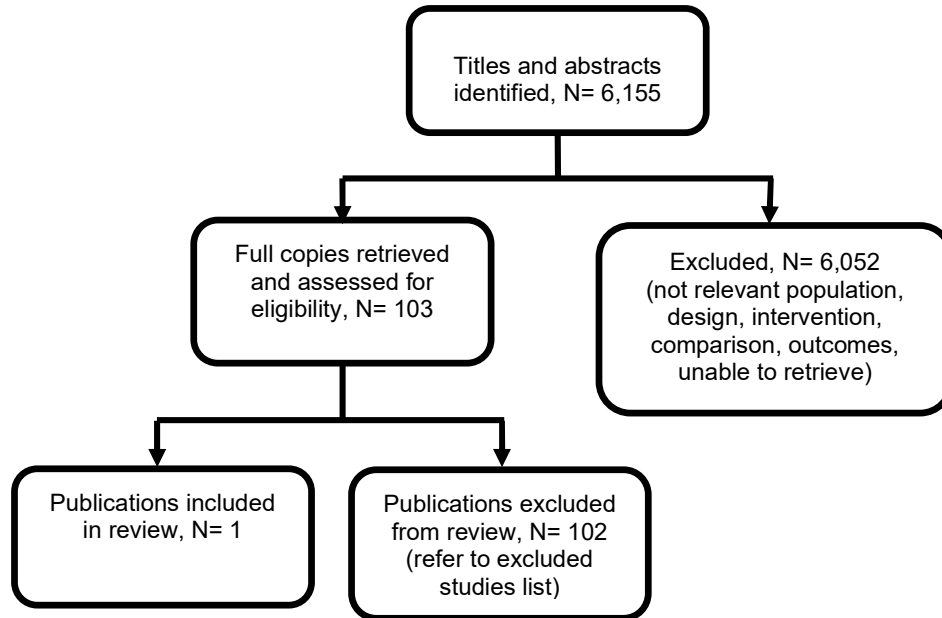 Titles and abstracts
identified, N= 6,155
Full copies retrieved
and assessed for
eligibility, N= 103
Excluded, N= 6,052
(not relevant population,
design, intervention,
comparison, outcomes,
unable to retrieve)
Publications included
in review, N= 1
Publications excluded
from review, N= 102
(refer to excluded
studies list)